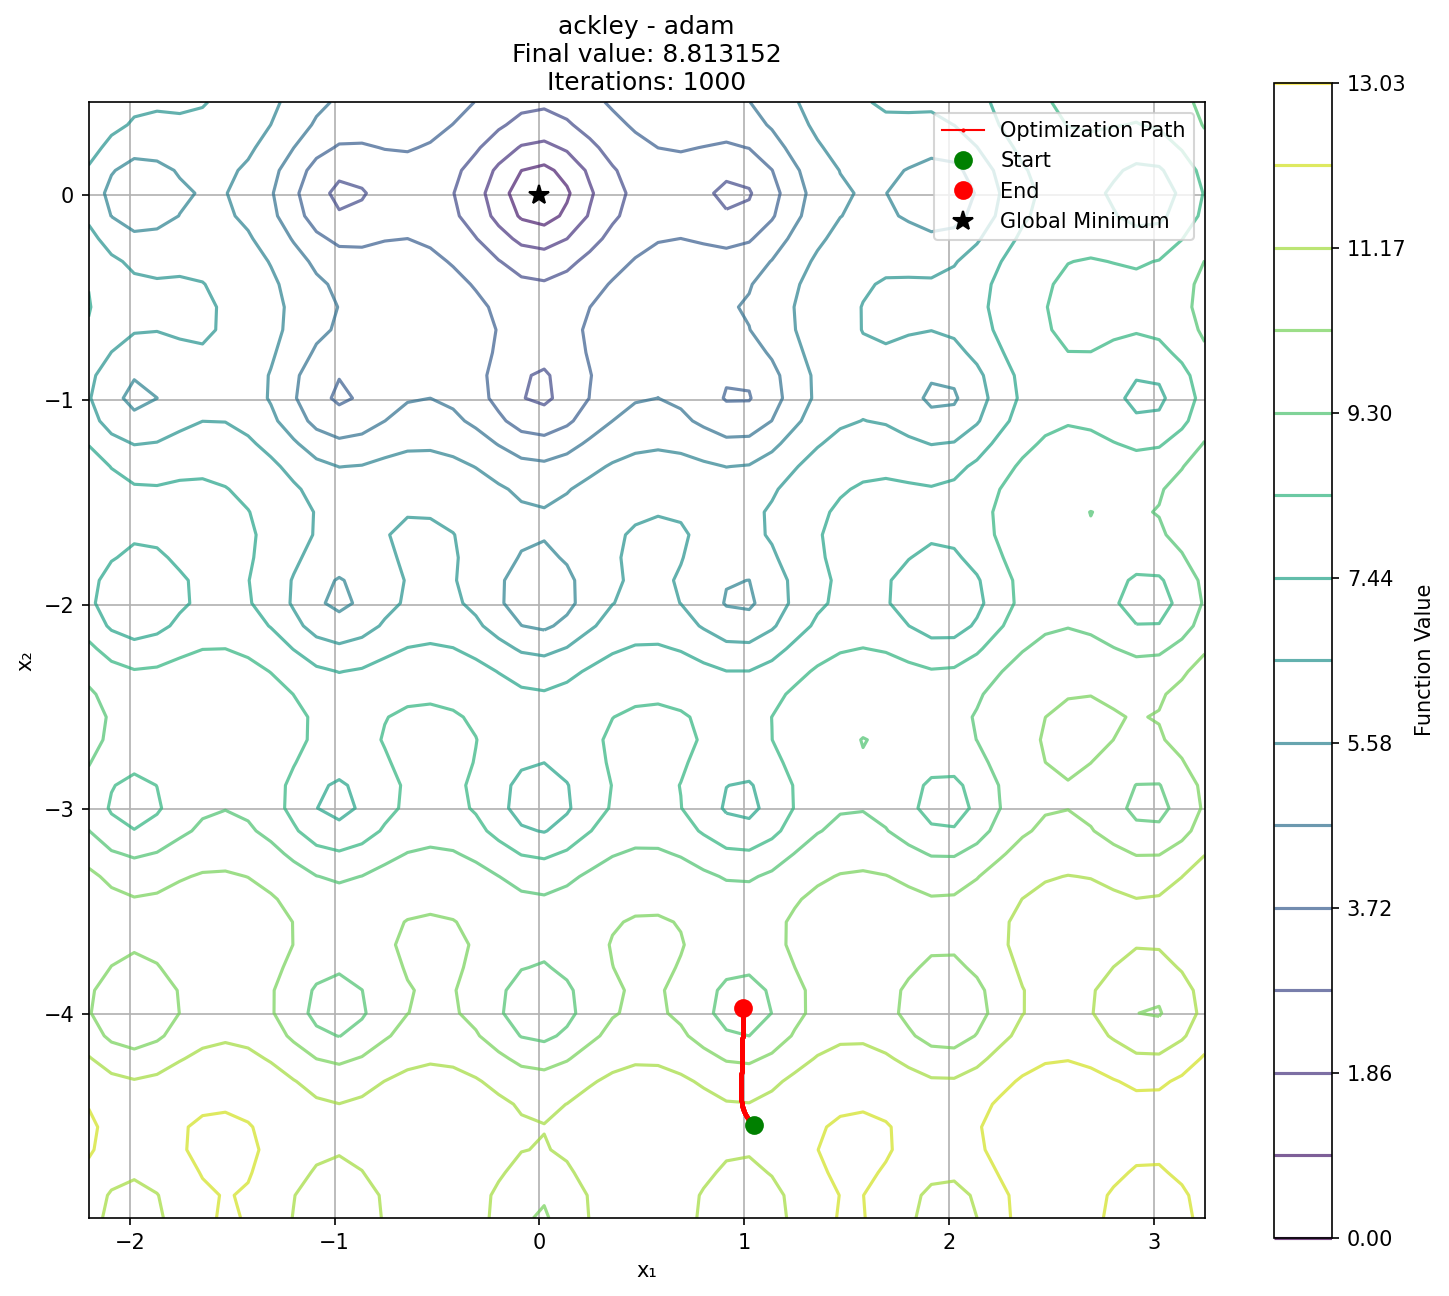 ackley - adam
Final value: 8.813152
Iterations: 1000
Optimization Path
Start
End
Global Minimum
0
−1
−2
−3
−4
x₂
−2
−1
0
1
2
3
x₁
13.03
11.17
9.30
7.44
5.58
3.72
1.86
0.00
Function Value